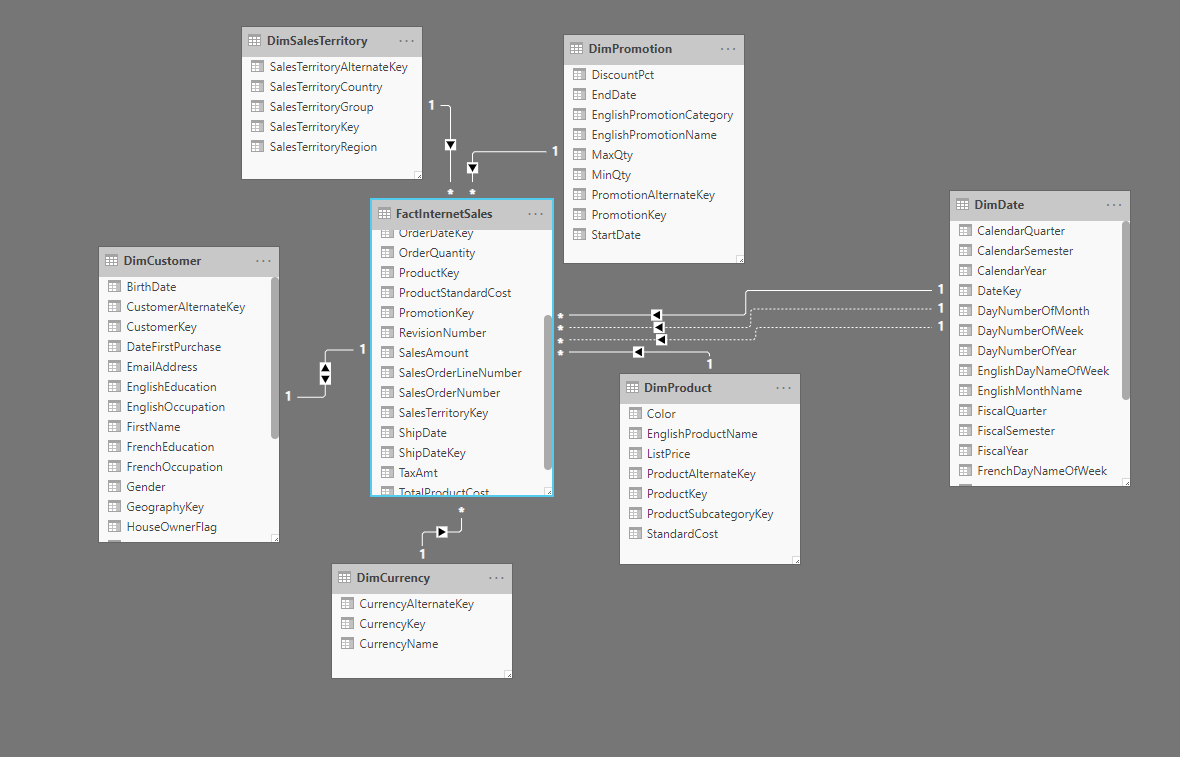 DimSalesTerritory
SalesTerritoryAlternateKey
SalesTerritoryCountry
SalesTerritoryGroup
SalesTerritoryKey
SalesTerritoryRegion
1
*
DimPromotion
DiscountPct
EndDate
EnglishPromotionCategory
EnglishPromotionName
MaxQty
MinQty
PromotionAlternateKey
PromotionKey
StartDate
1
*
FactInternetSales
OrderDateKey
OrderQuantity
ProductKey
ProductStandardCost
PromotionKey
RevisionNumber
SalesAmount
SalesOrderLineNumber
SalesOrderNumber
SalesTerritoryKey
ShipDate
ShipDateKey
TaxAmt
TotalProductCost
DimDate
CalendarQuarter
CalendarSemester
CalendarYear
DateKey
DayNumberOfMonth
DayNumberOfWeek
DayNumberOfYear
EnglishDayNameOfWeek
EnglishMonthName
FiscalQuarter
FiscalSemester
FiscalYear
FrenchDayNameOfWeek
1
1
1
*
*
*
*
1
DimCustomer
BirthDate
CustomerAlternateKey
CustomerKey
DateFirstPurchase
EmailAddress
EnglishEducation
EnglishOccupation
FirstName
FrenchEducation
FrenchOccupation
Gender
GeographyKey
HouseOwnerFlag
1
1
DimProduct
Color
EnglishProductName
ListPrice
ProductAlternateKey
ProductKey
ProductSubcategoryKey
StandardCost
*
1
DimCurrency
CurrencyAlternateKey
CurrencyKey
CurrencyName